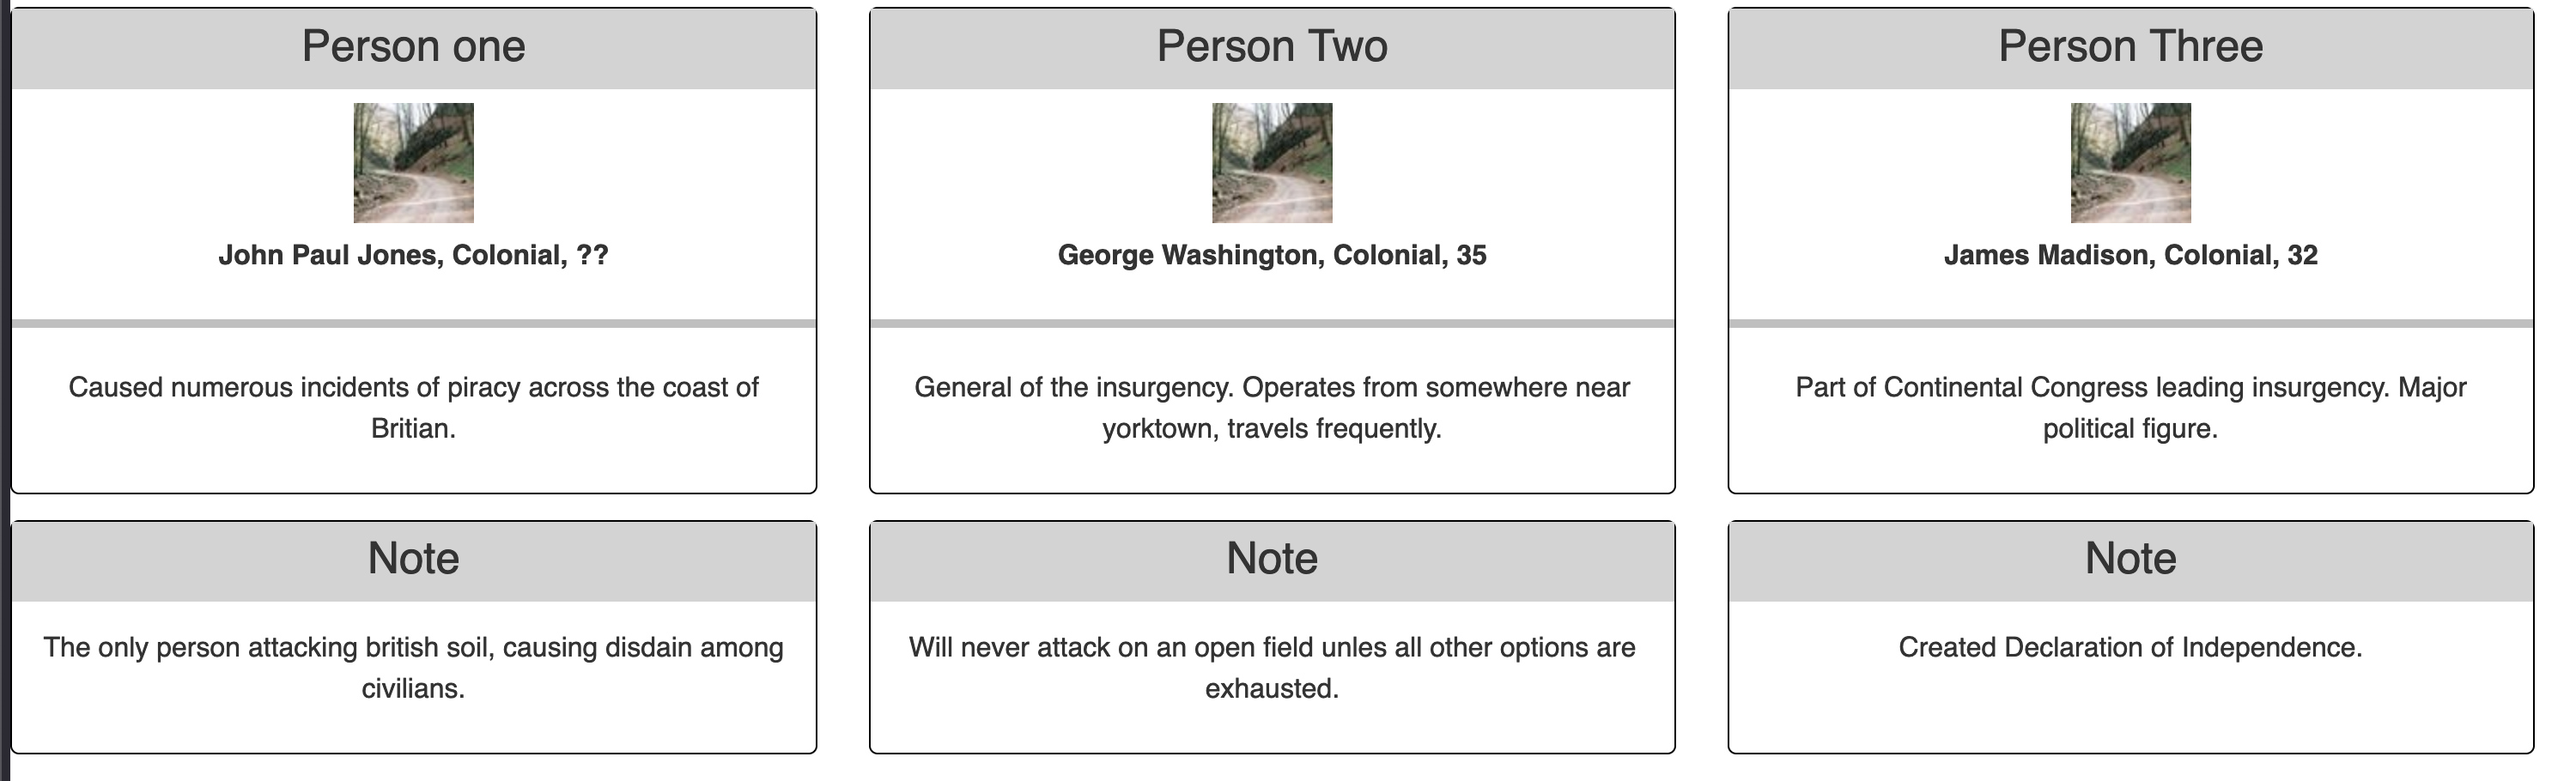 Person one
John Paul Jones, Colonial, ??
Caused numerous incidents of piracy across the coast of
Britian.
Person Two
George Washington, Colonial, 35
General of the insurgency. Operates from somewhere near
yorktown, travels frequently.
Person Three
James Madison, Colonial, 32
Part of Continental Congress leading insurgency. Major
political figure.
Note
The only person attacking british soil, causing disdain among
civilians.
Note
Will never attack on an open field unles all other options are
exhausted.
Note
Created Declaration of Independence.